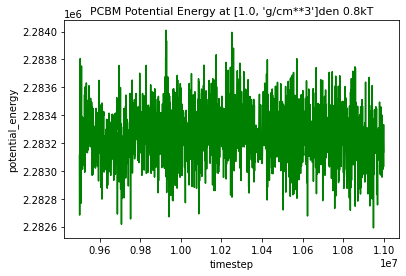 PCBM Potential Energy at [1.0, 'g/cm**3']den 0.8kT
1e6
2.2840
2.2838
2.2836
2.2834
2.2832
2.2830
2.2828
2.2826
potential_energy
0.96 0.98 1.00 1.02 1.04 1.06 1.08 1.10
timestep
1e7